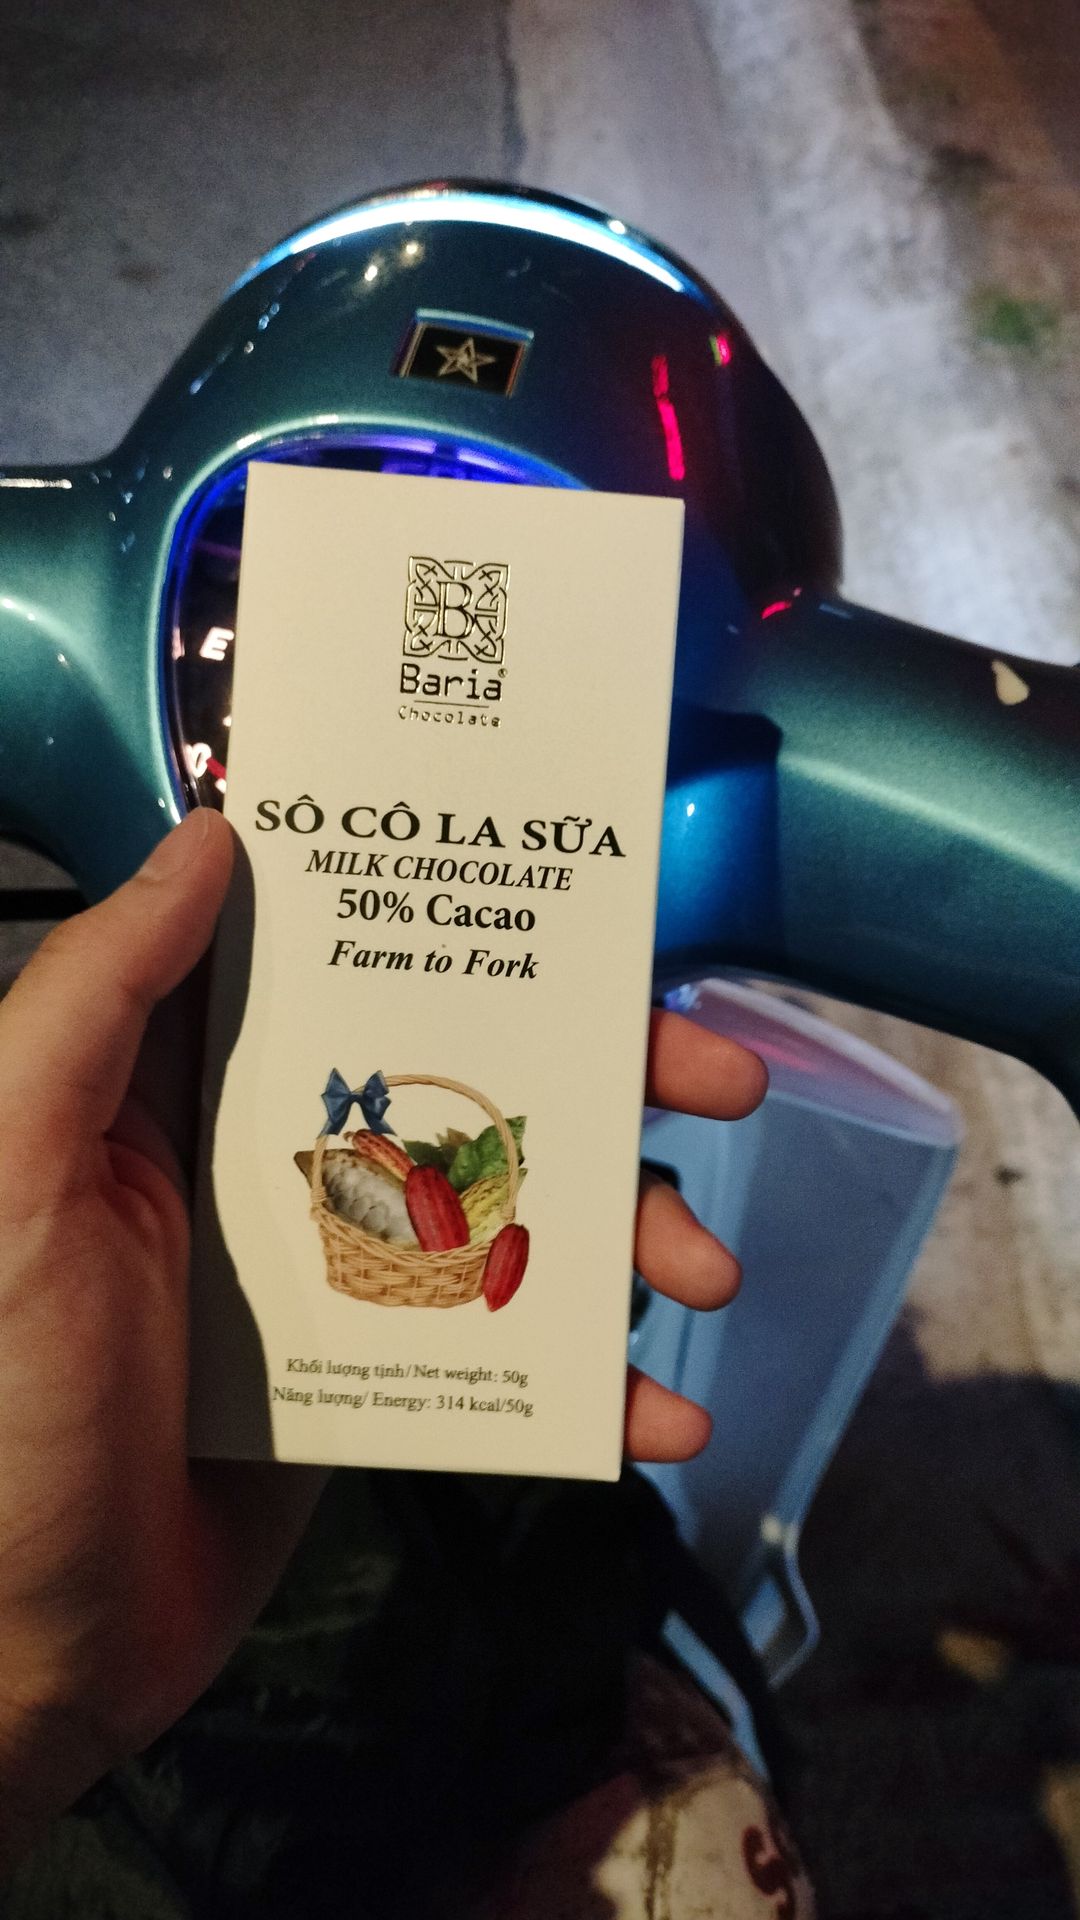 E
B
Baria®
Chocolate
SÔ CÔ LA SỮA
MILK CHOCOLATE
50% Cacao
Farm to Fork
Khối lượng tịnh/Net weight: 50g
Năng lượng/ Energy: 314 kcal/50g